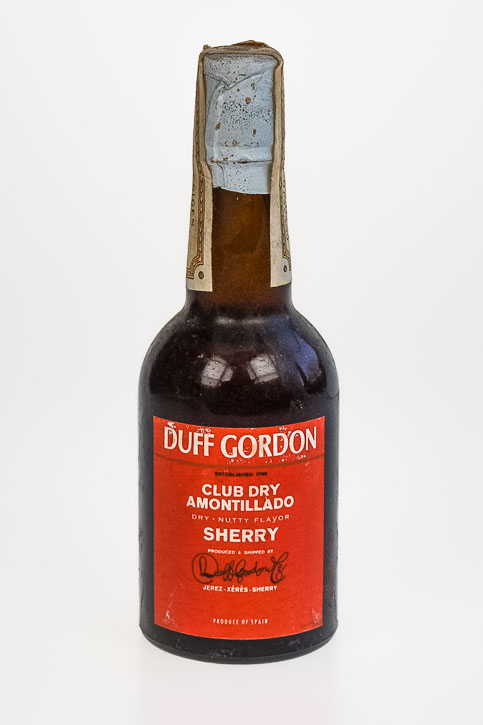 DUFF GORDON
ESTABLISHED 1768
CLUB DRY
AMONTILLADO
DRY · NUTTY FLAVOR
SHERRY
PRODUCED & SHIPPED BY
Duff Gordon & Co
JEREZ-XÉRÈS-SHERRY
PRODUCE OF SPAIN